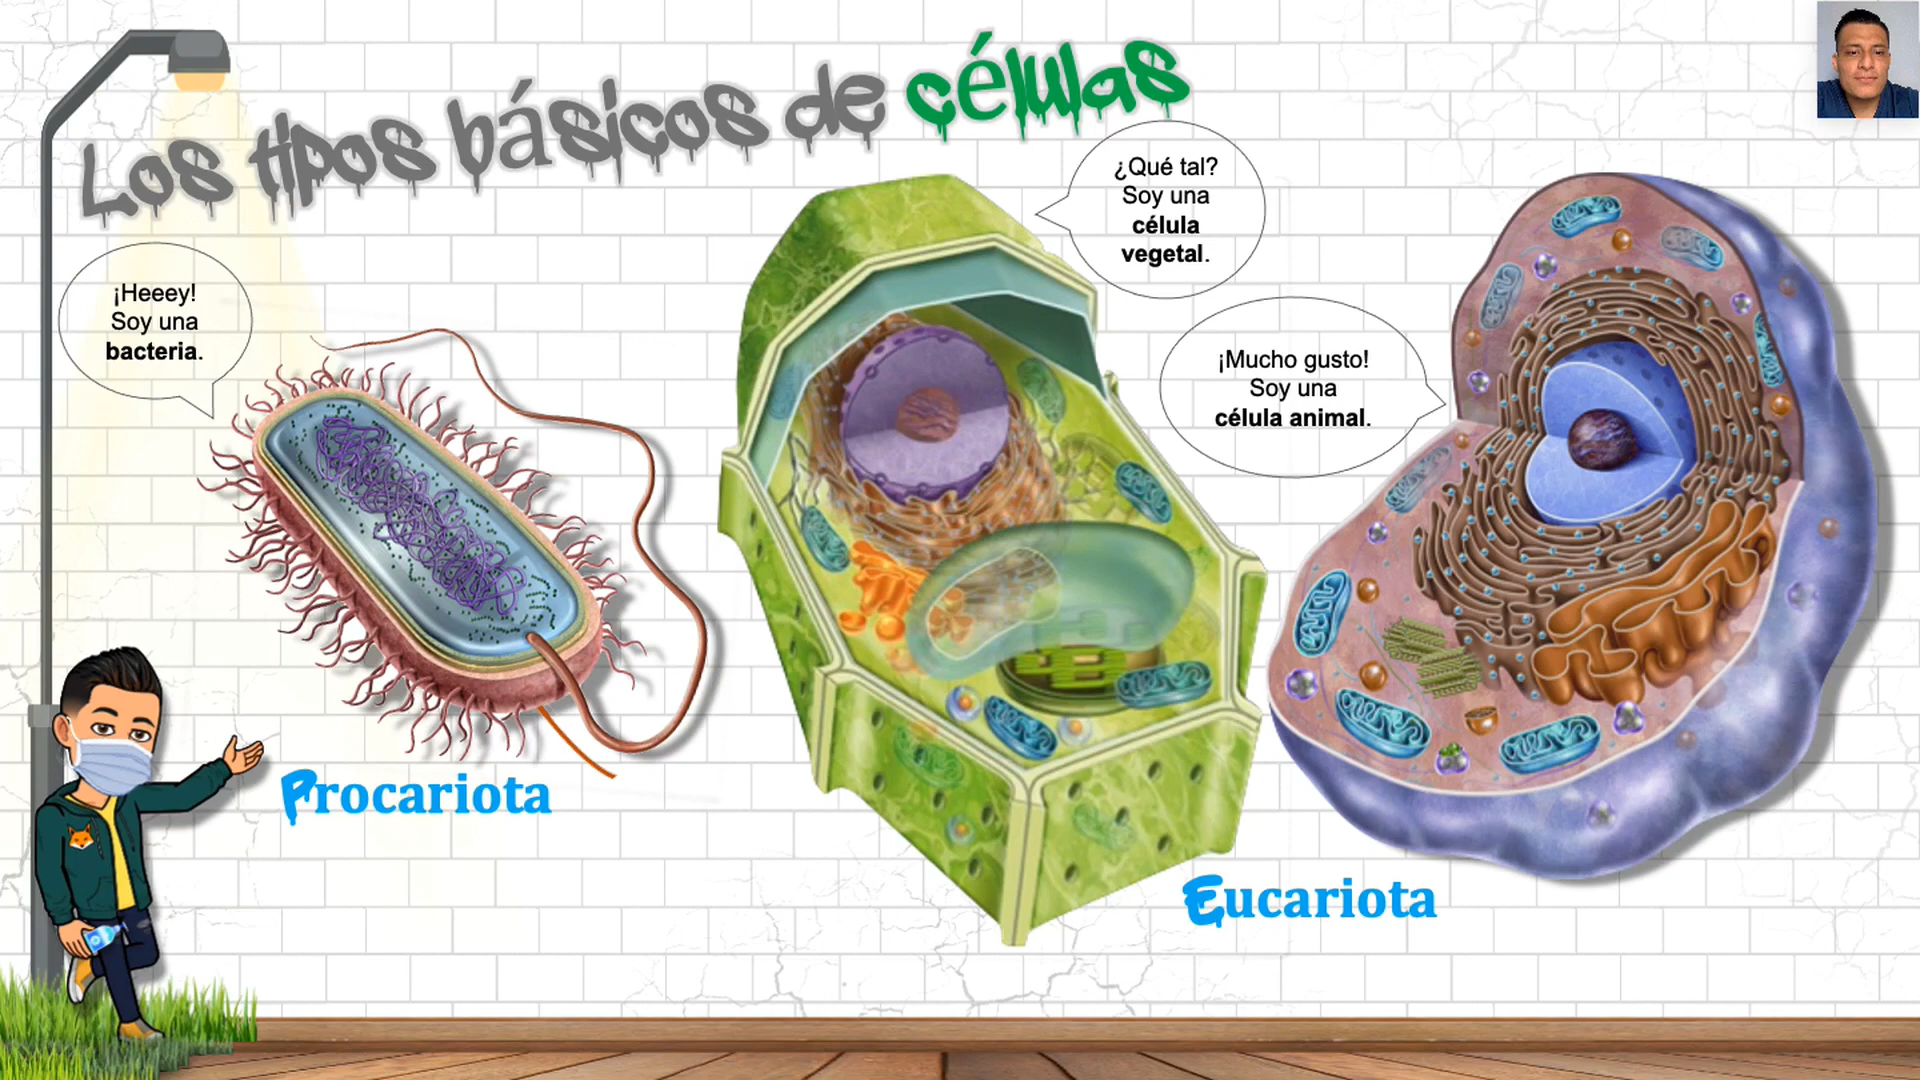 Los tipos básicos de células
¡Heeey!
Soy una
bacteria.
¿Qué tal?
Soy una
célula
vegetal.
¡Mucho gusto!
Soy una
célula animal.
Procariota
Eucariota